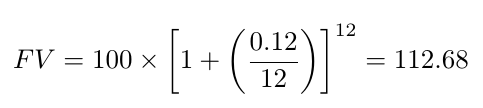 FV = 100 × [1 + (0.12/12)]^12 = 112.68